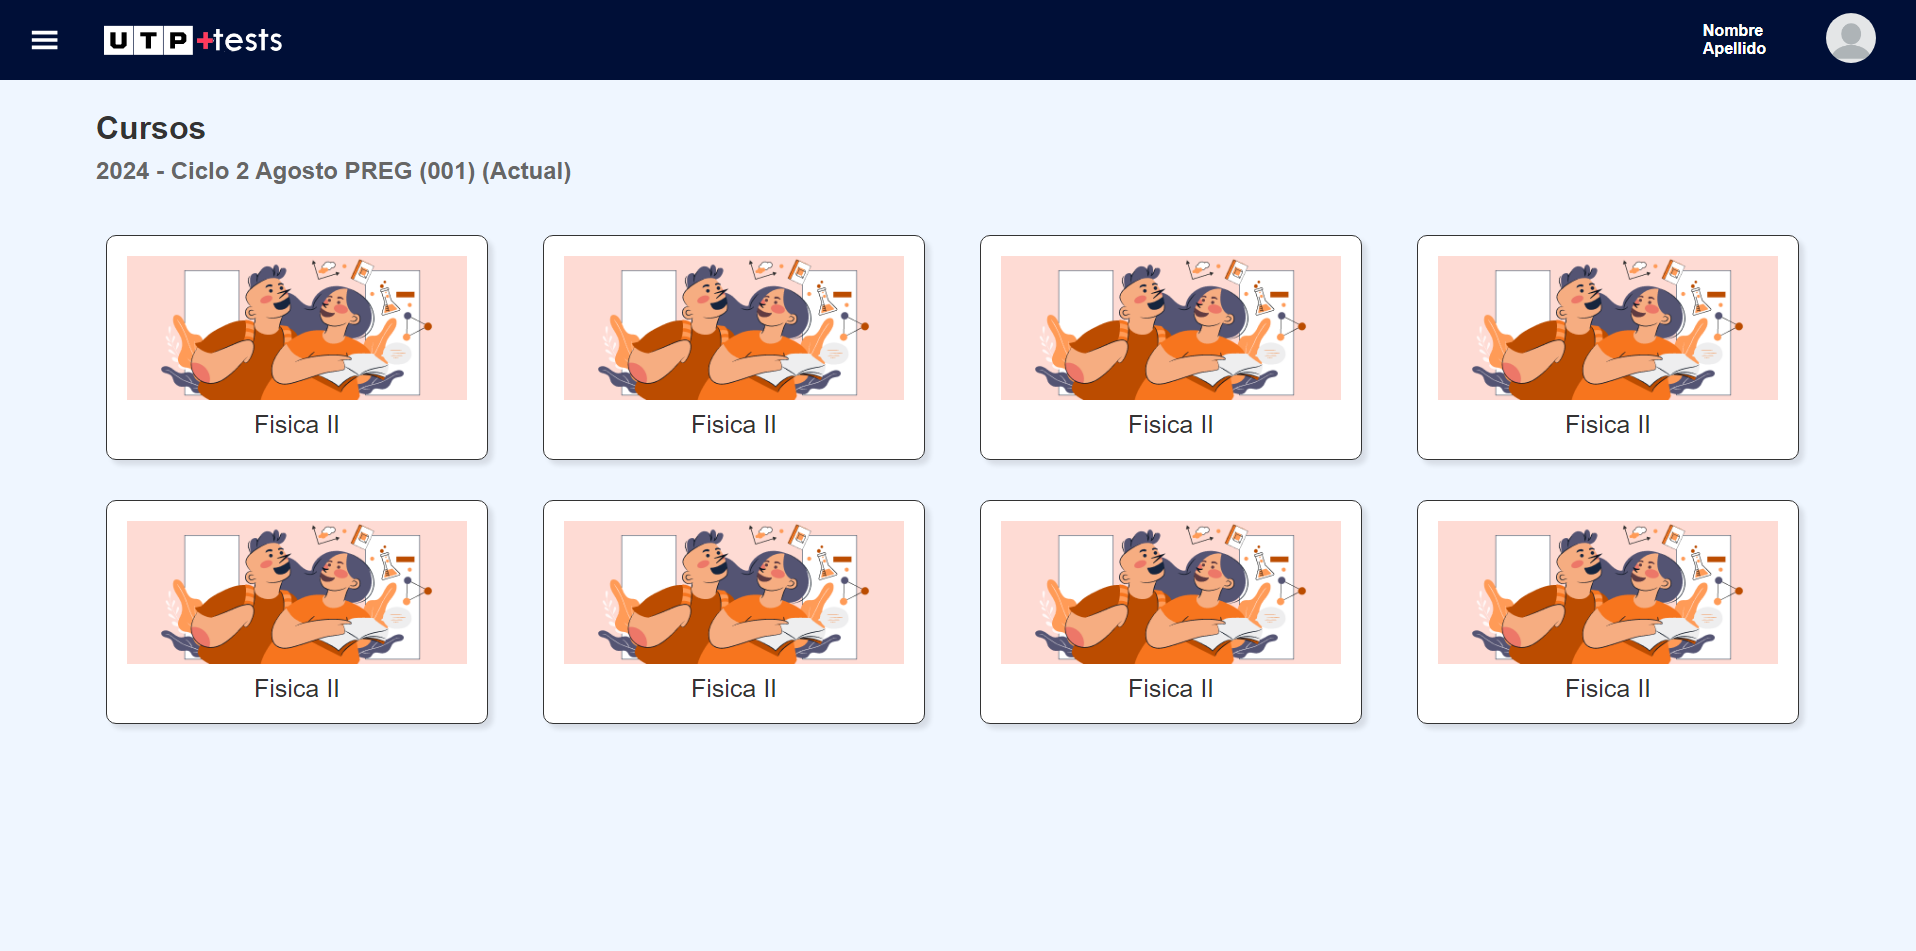 UTP+tests
Nombre
Apellido
Cursos
2024 - Ciclo 2 Agosto PREG (001) (Actual)
Fisica II
Fisica II
Fisica II
Fisica II
Fisica II
Fisica II
Fisica II
Fisica II